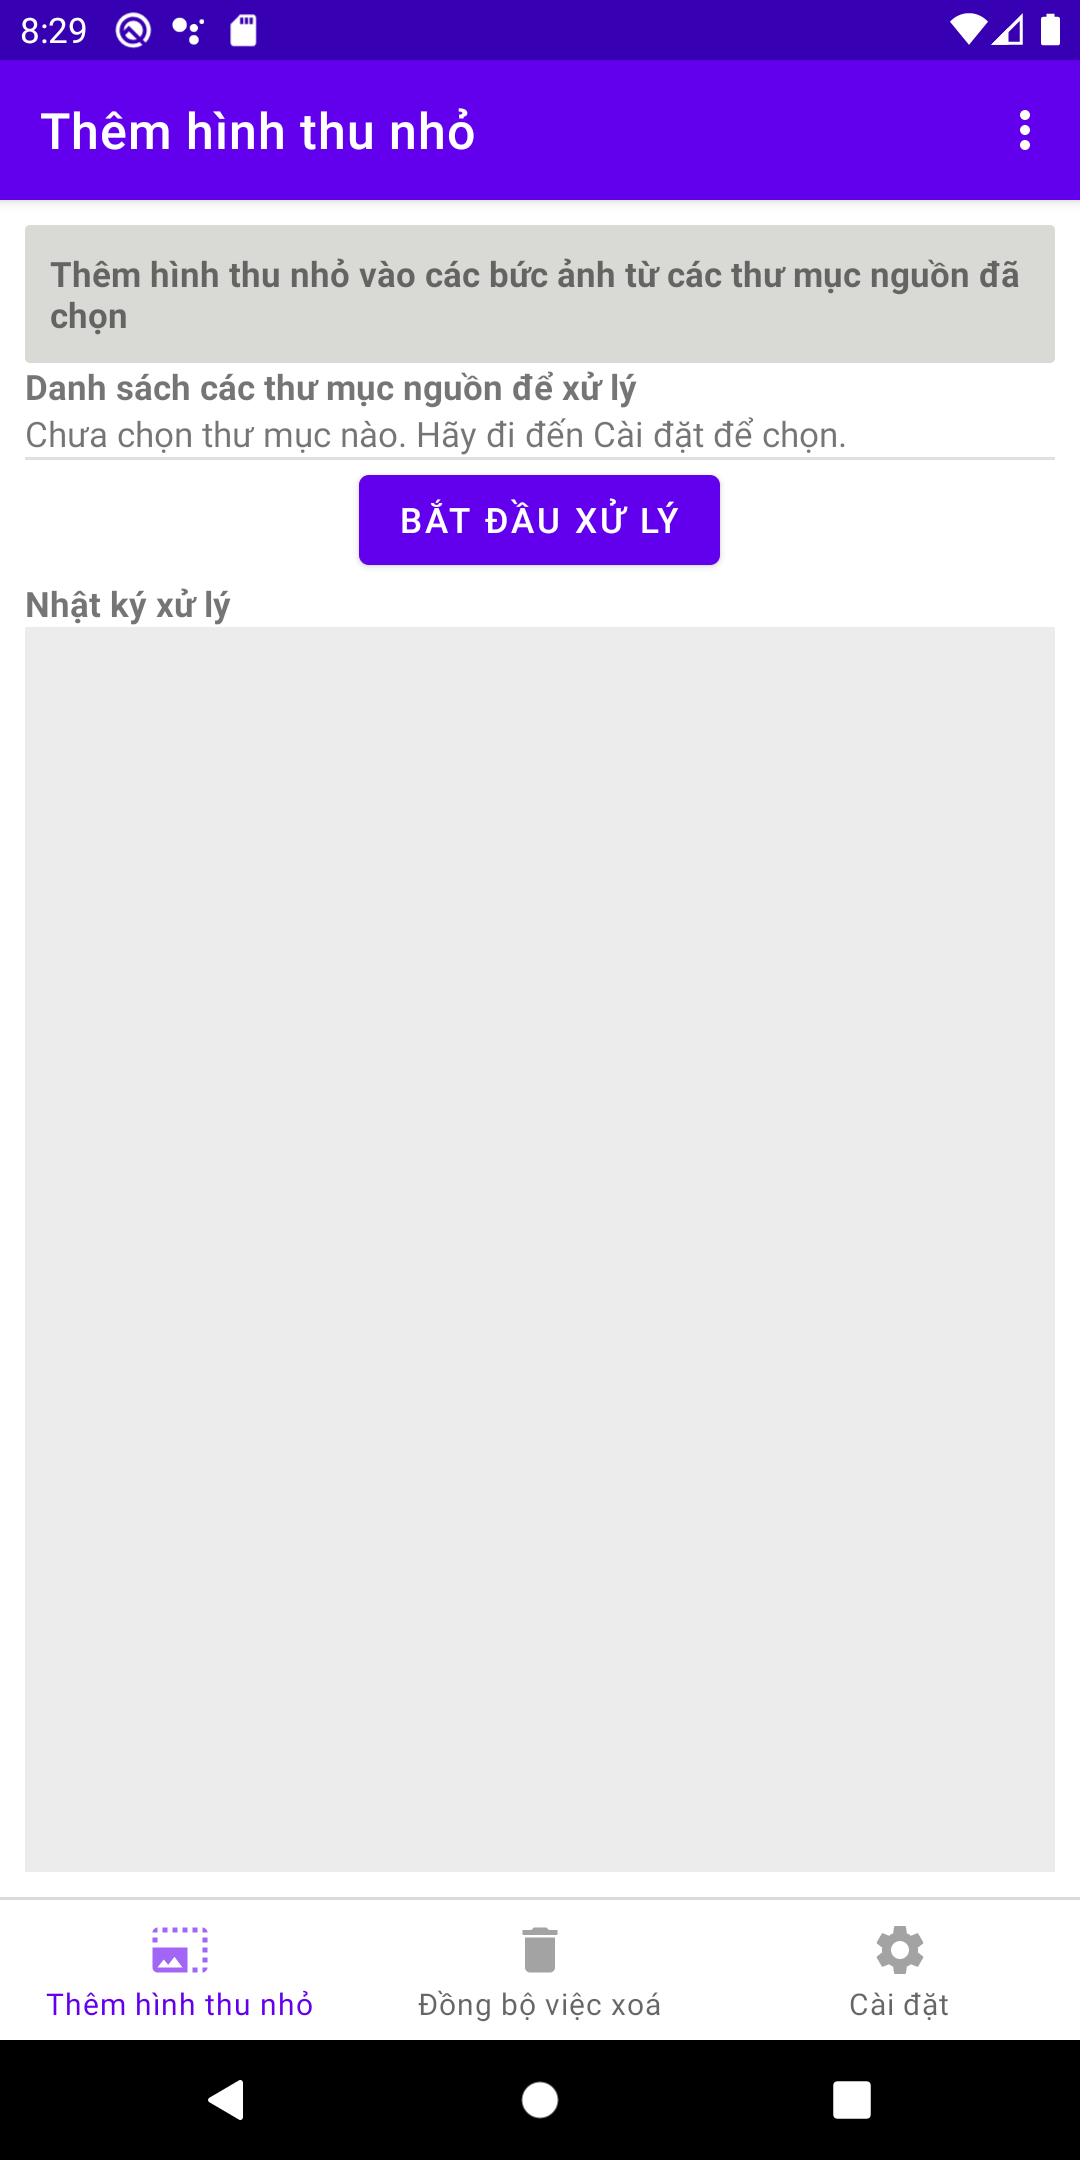 8:29
Thêm hình thu nhỏ
Thêm hình thu nhỏ vào các bức ảnh từ các thư mục nguồn đã
chọn
Danh sách các thư mục nguồn để xử lý
Chưa chọn thư mục nào. Hãy đi đến Cài đặt để chọn.
BẮT ĐẦU XỬ LÝ
Nhật ký xử lý
Thêm hình thu nhỏ
Đồng bộ việc xoá
Cài đặt